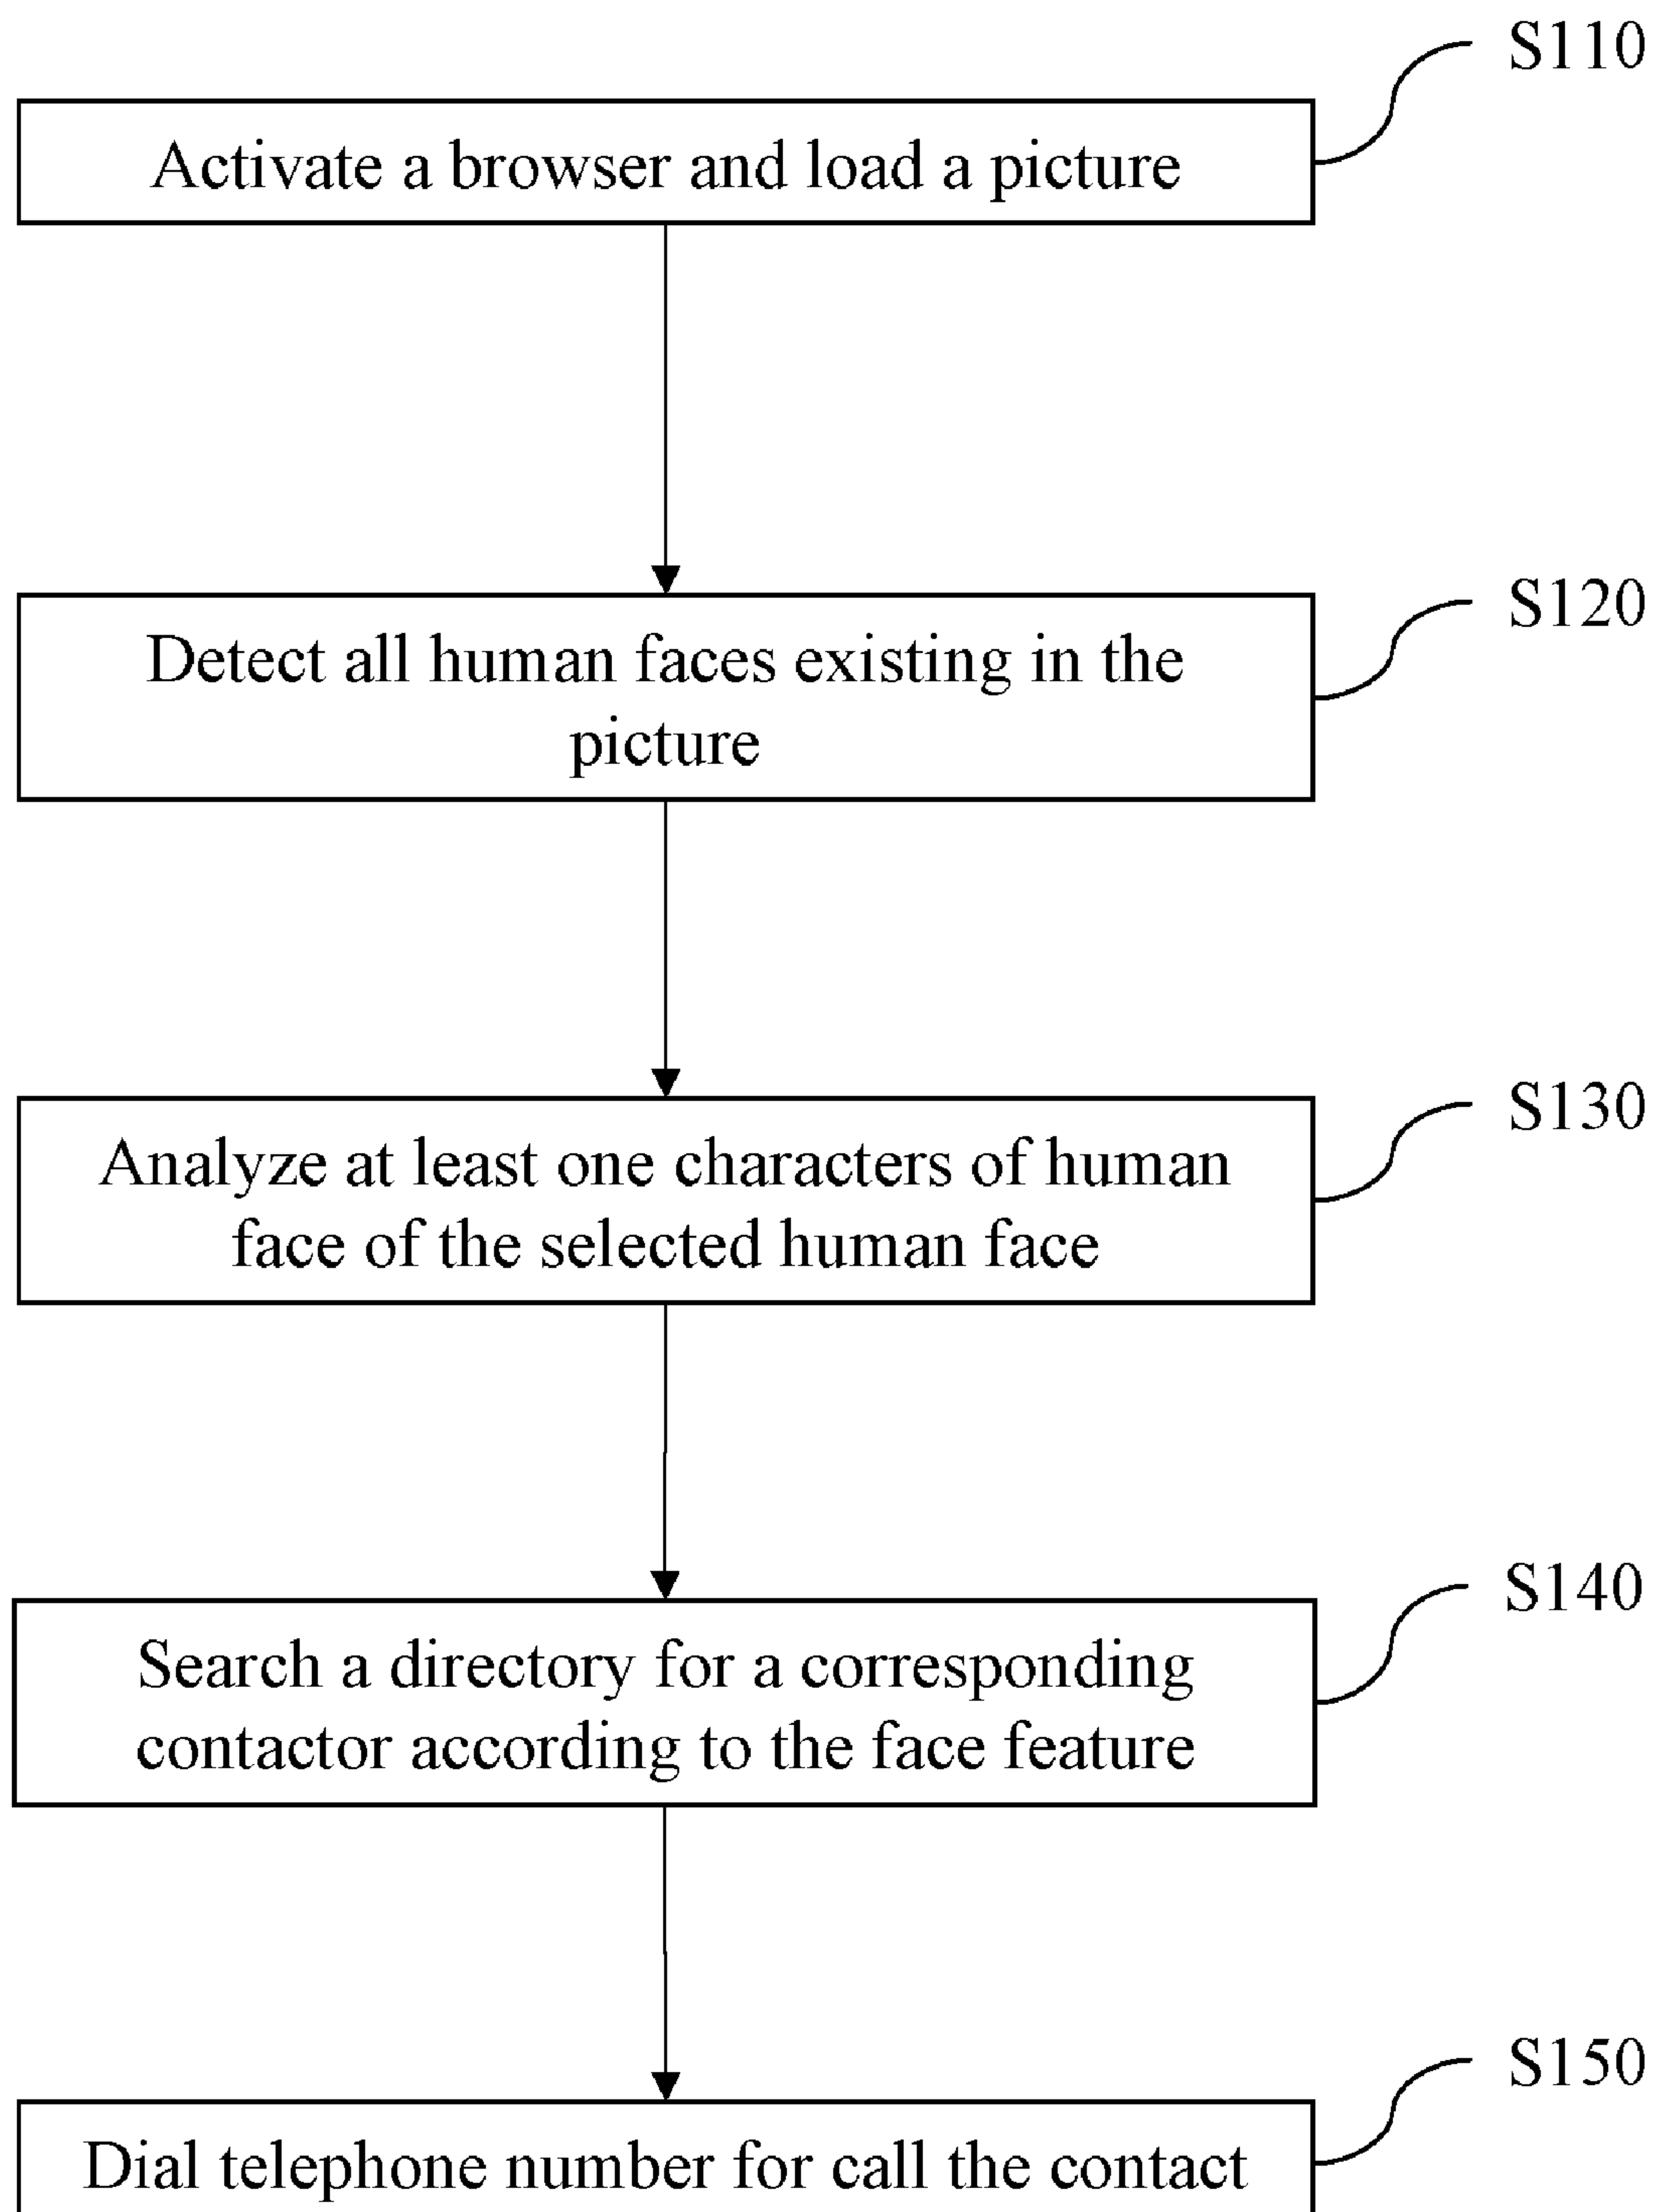 S110
Activate a browser and load a picture
S120
Detect all human faces existing in the
picture
S130
Analyze at least one characters of human
face of the selected human face
S140
Search a directory for a corresponding
contactor according to the face feature
S150
Dial telephone number for call the contact